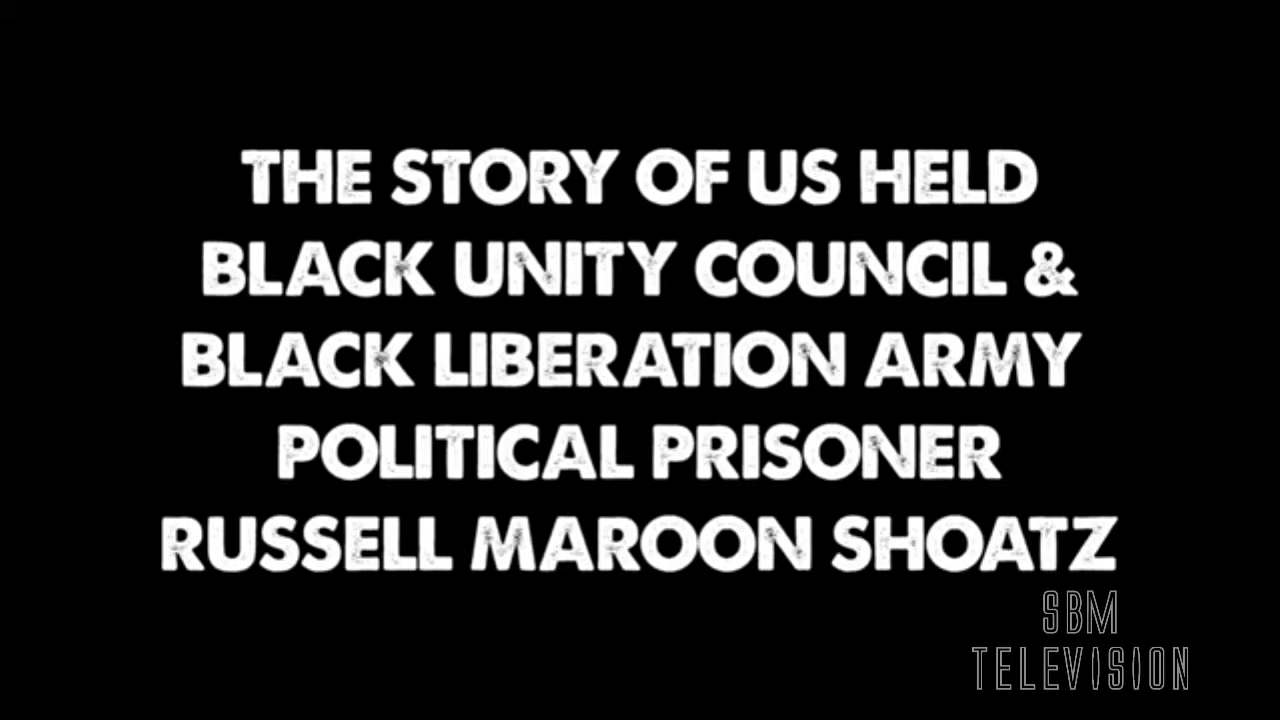 THE STORY OF US HELD
BLACK UNITY COUNCIL &
BLACK LIBERATION ARMY
POLITICAL PRISONER
RUSSELL MAROON SHOATZ
SBM
TELEVISION